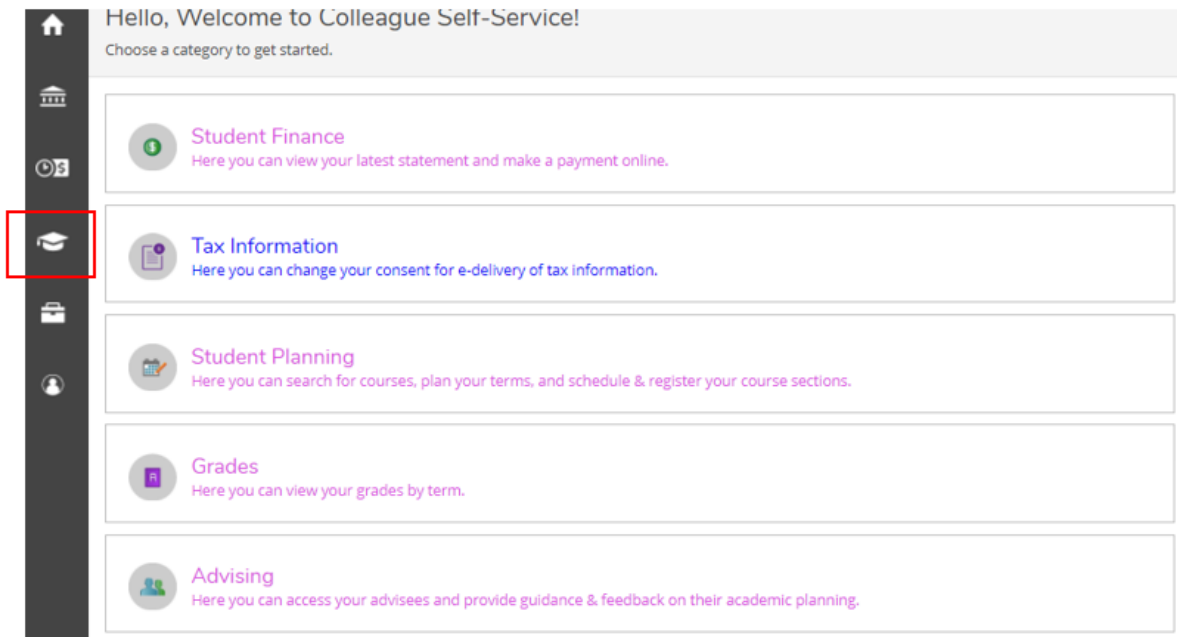 Hello, Welcome to Colleague Self-Service!
Choose a category to get started.
Student Finance
Here you can view your latest statement and make a payment online.
Tax Information
Here you can change your consent for e-delivery of tax information.
Student Planning
Here you can search for courses, plan your terms, and schedule & register your course sections.
Grades
Here you can view your grades by term.
Advising
Here you can access your advisees and provide guidance & feedback on their academic planning.